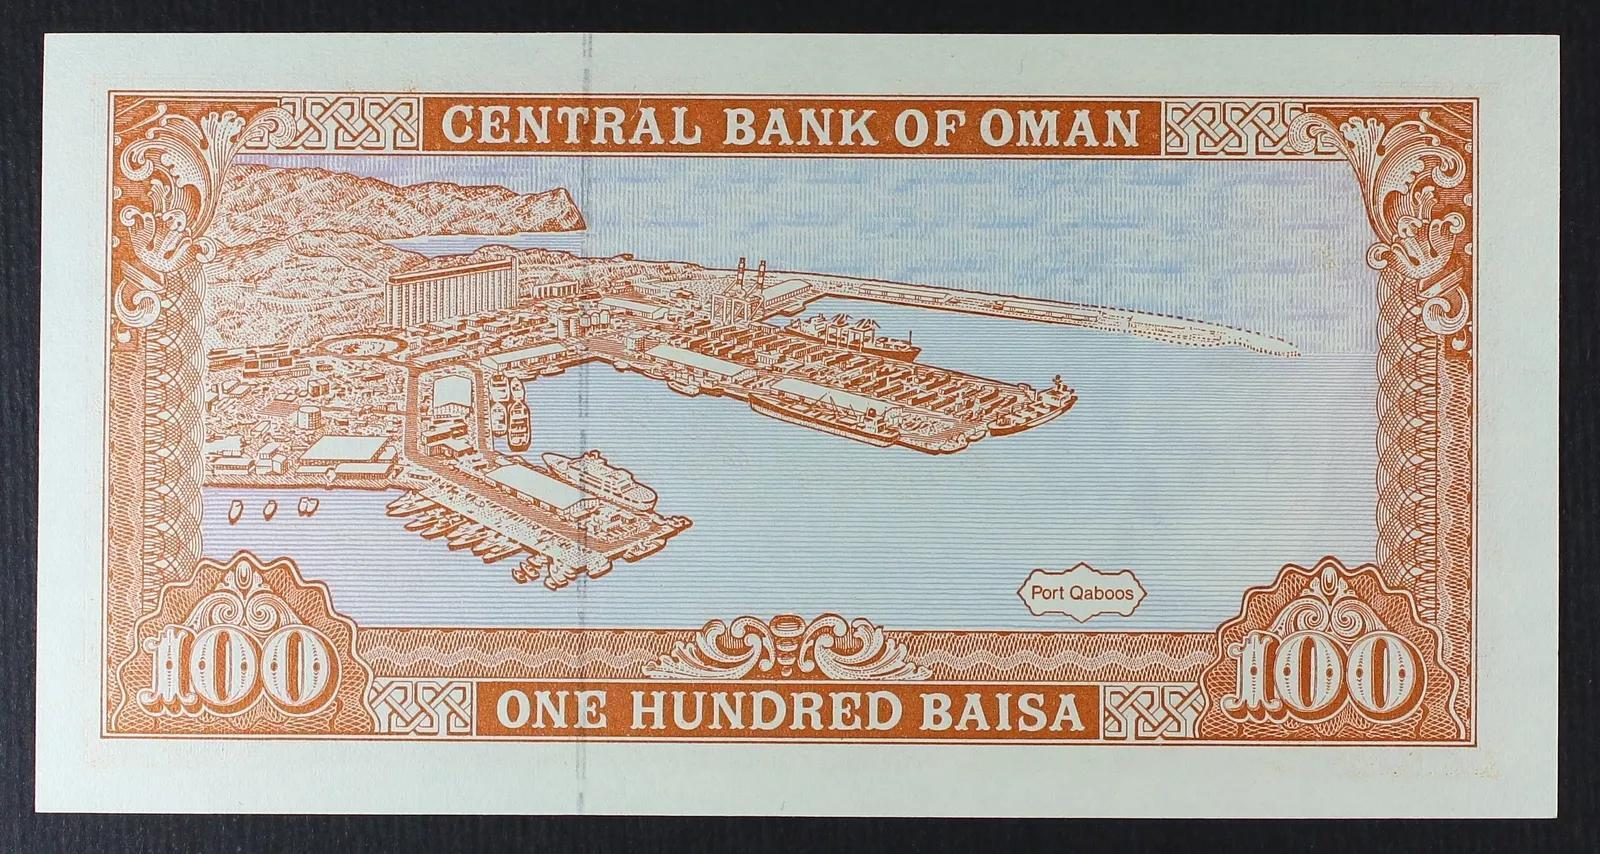 CENTRAL BANK OF OMAN
Port Qaboos
100
100
ONE HUNDRED BAISA